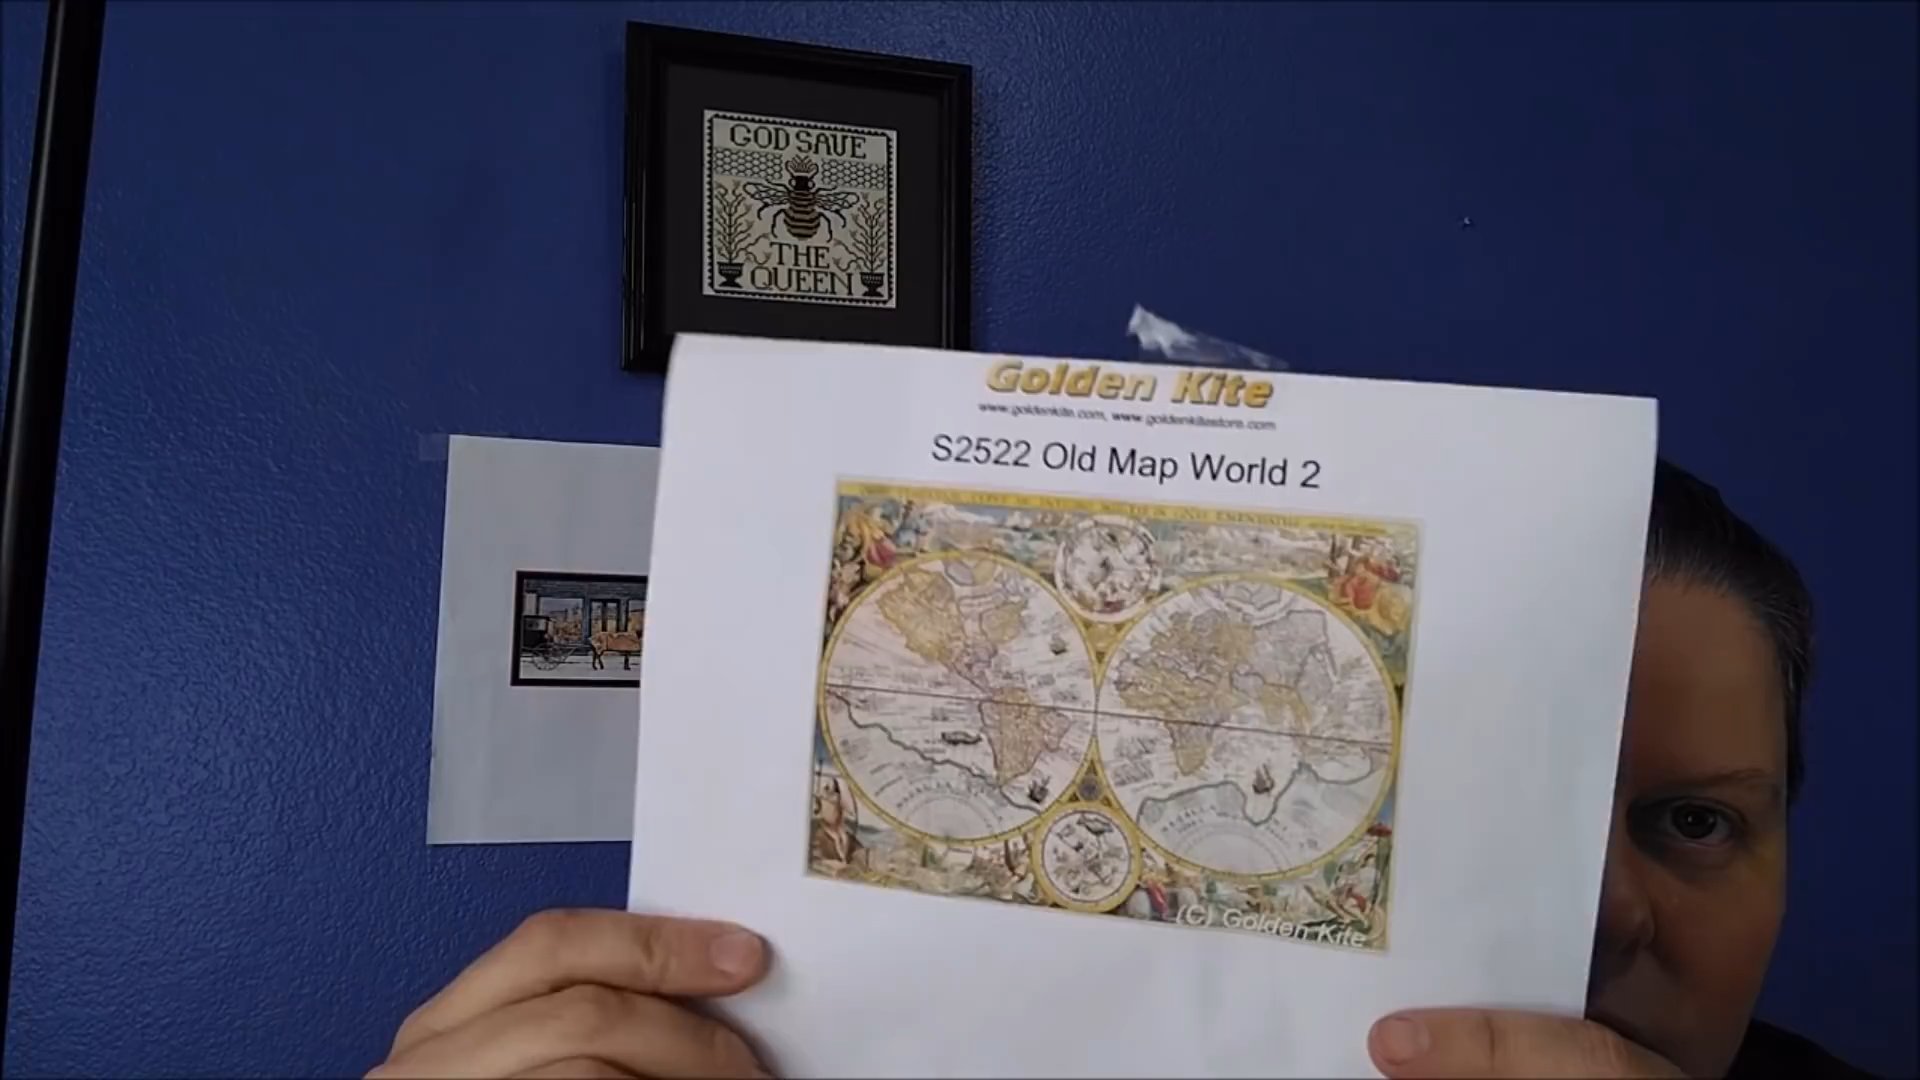 GOD SAVE
THE
QUEEN
Golden Kite
www.goldenkite.com, www.goldenkitestore.com
S2522 Old Map World 2
(C) Golden Kite